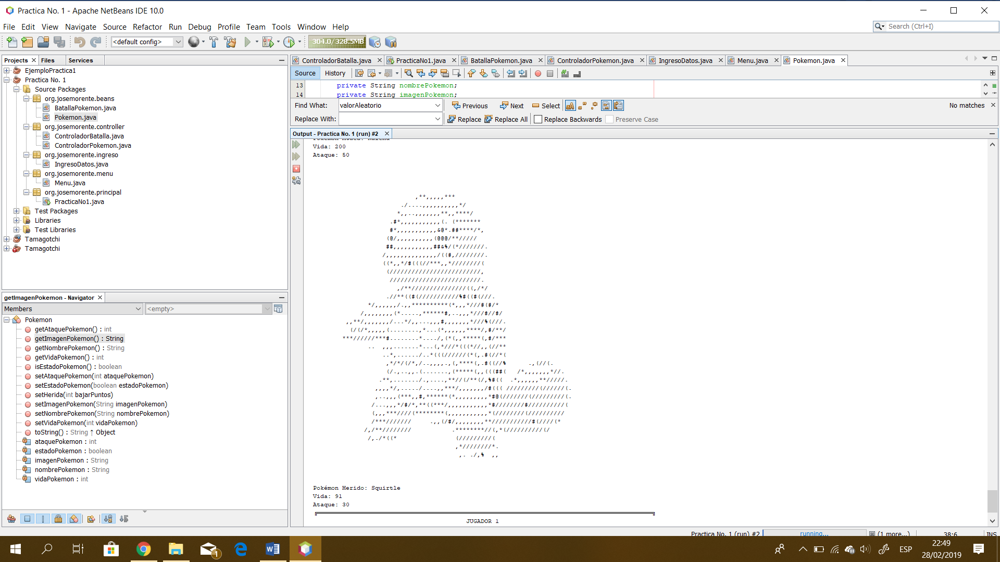 Practica No. 1 - Apache NetBeans IDE 10.0
File Edit View Navigate Source Refactor Run Debug Profile Team Tools Window Help
Search (Ctrl+I)
<default config>
304.0/328.5MB
Projects Files Services
EjemploPractica1
Practica No. 1
Source Packages
org.josemorente.beans
BatallaPokemon.java
Pokemon.java
org.josemorente.controller
ControladorBatalla.java
ControladorPokemon.java
org.josemorente.ingreso
IngresoDatos.java
org.josemorente.menu
Menu.java
org.josemorente.principal
PracticaNo1.java
Test Packages
Libraries
Test Libraries
Tamagotchi
Tamagotchi
getImagenPokemon - Navigator
Members
<empty>
Pokemon
getAtaquePokemon() : int
getImagenPokemon() : String
getNombrePokemon() : String
getVidaPokemon() : int
isEstadoPokemon() : boolean
setAtaquePokemon(int ataquePokemon)
setEstadoPokemon(boolean estadoPokemon)
setHerida(int bajarPuntos)
setImagenPokemon(String imagenPokemon)
setNombrePokemon(String nombrePokemon)
setVidaPokemon(int vidaPokemon)
toString() : String ↑ Object
ataquePokemon : int
estadoPokemon : boolean
imagenPokemon : String
nombrePokemon : String
vidaPokemon : int
ControladorBatalla.java PracticaNo1.java BatallaPokemon.java ControladorPokemon.java IngresoDatos.java Menu.java Pokemon.java
Source History
13 private String nombrePokemon;
14 private String imagenPokemon;
Find What: valorAleatorio Previous Next Select No matches
Replace With: Replace Replace All Replace Backwards Preserve Case
Output - Practica No. 1 (run) #2
Vida: 200
Ataque: 50
Pokémon Herido: Squirtle
Vida: 91
Ataque: 30
JUGADOR 1
Practica No. 1 (run) #2 running... (1 more...) 38:6 INS
1
ESP
22:49
28/02/2019